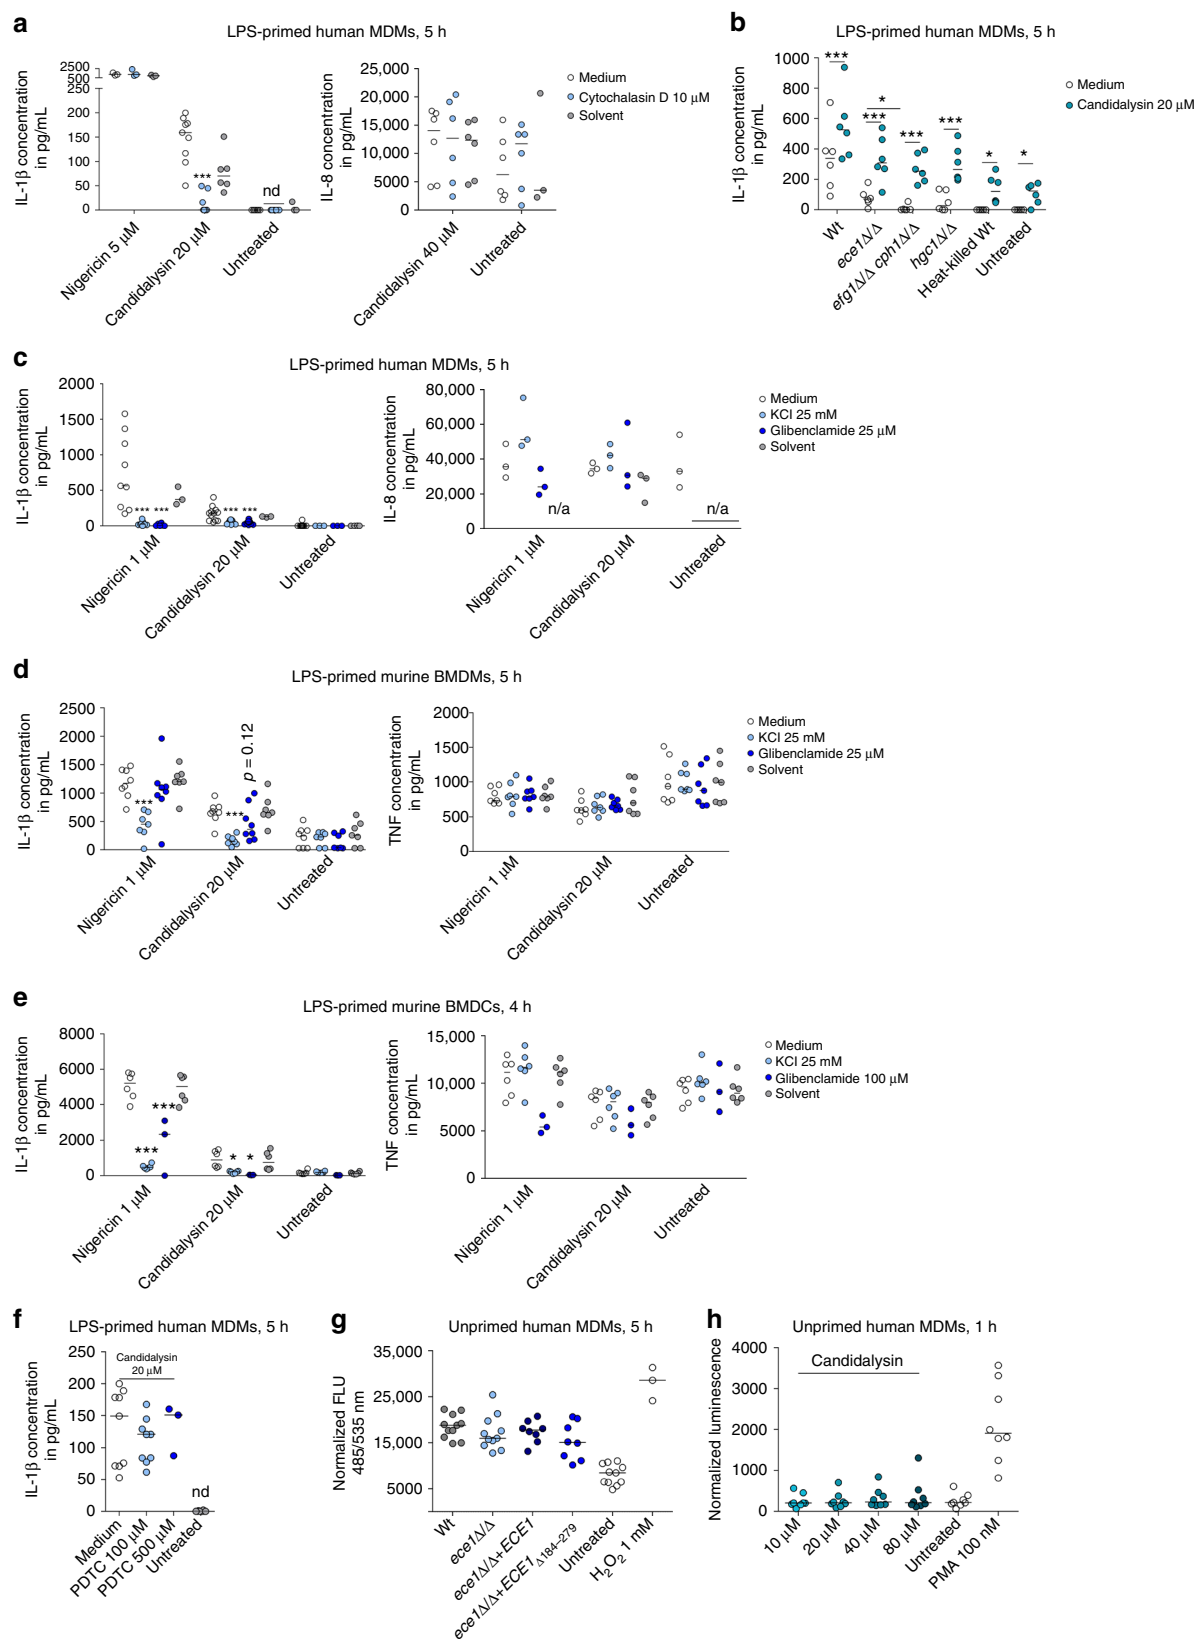 a
LPS-primed human MDMs, 5 h
IL-1β concentration
in pg/mL
2500
500
250
200
150
100
50
0
***
nd
Nigericin 5 μM
Candidalysin 20 μM
Untreated
IL-8 concentration
in pg/mL
25,000
20,000
15,000
10,000
5000
0
Candidalysin 40 μM
Untreated
Medium
Cytochalasin D 10 μM
Solvent
b
LPS-primed human MDMs, 5 h
IL-1β concentration
in pg/mL
1000
800
600
400
200
0
***
***
*
***
***
*
*
Medium
Candidalysin 20 μM
Wt
ece1Δ/Δ
efg1Δ/Δ cph1Δ/Δ
hgc1Δ/Δ
Heat-killed Wt
Untreated
c
LPS-primed human MDMs, 5 h
IL-1β concentration
in pg/mL
2000
1500
1000
500
0
*** ***
*** ***
Nigericin 1 μM
Candidalysin 20 μM
Untreated
IL-8 concentration
in pg/mL
80,000
60,000
40,000
20,000
0
n/a
n/a
Nigericin 1 μM
Candidalysin 20 μM
Untreated
Medium
KCl 25 mM
Glibenclamide 25 μM
Solvent
d
LPS-primed murine BMDMs, 5 h
IL-1β concentration
in pg/mL
2500
2000
1500
1000
500
0
***
***
p = 0.12
Nigericin 1 μM
Candidalysin 20 μM
Untreated
TNF concentration
in pg/mL
2000
1500
1000
500
0
Nigericin 1 μM
Candidalysin 20 μM
Untreated
Medium
KCl 25 mM
Glibenclamide 25 μM
Solvent
e
LPS-primed murine BMDCs, 4 h
IL-1β concentration
in pg/mL
8000
6000
4000
2000
0
***
***
* *
Nigericin 1 μM
Candidalysin 20 μM
Untreated
TNF concentration
in pg/mL
15,000
10,000
5000
0
Nigericin 1 μM
Candidalysin 20 μM
Untreated
Medium
KCl 25 mM
Glibenclamide 100 μM
Solvent
f
LPS-primed human MDMs, 5 h
Candidalysin
20 μM
IL-1β concentration
in pg/mL
250
200
150
100
50
0
nd
Medium
PDTC 100 μM
PDTC 500 μM
Untreated
g
Unprimed human MDMs, 5 h
Normalized FLU
485/535 nm
35,000
25,000
15,000
5000
Wt
ece1Δ/Δ
ece1Δ/Δ+ECE1
ece1Δ/Δ+ECE1Δ184–279
Untreated
H2O2 1 mM
h
Unprimed human MDMs, 1 h
Candidalysin
Normalized luminescence
4000
3000
2000
1000
0
10 μM
20 μM
40 μM
80 μM
Untreated
PMA 100 nM